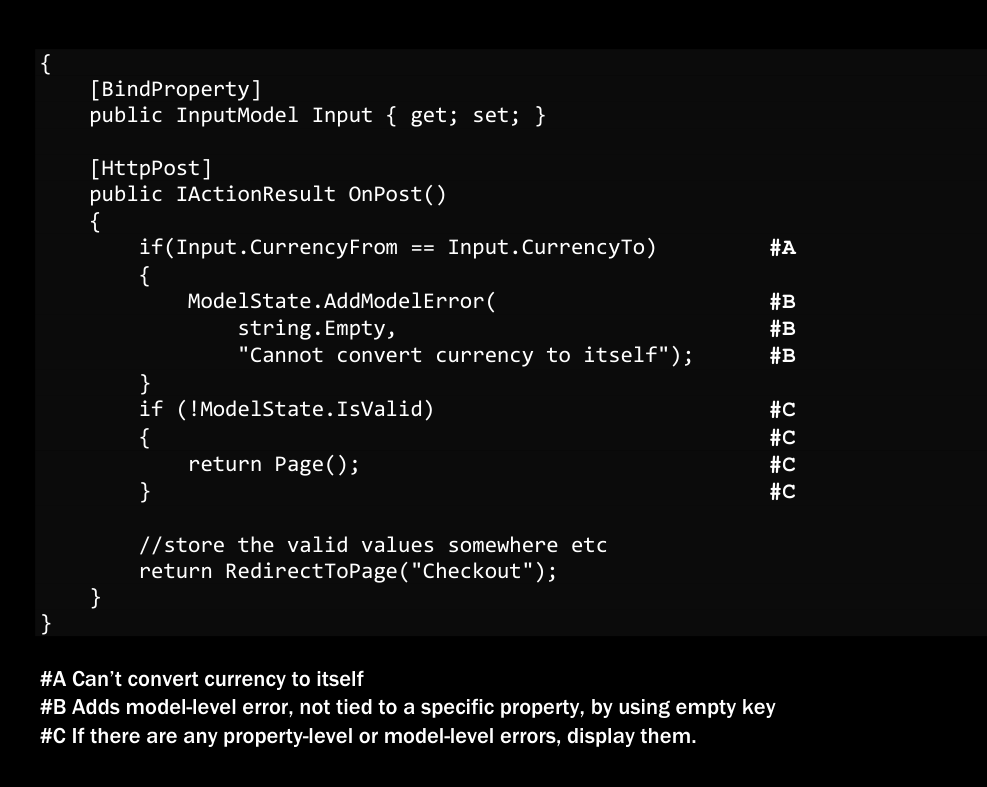 {
    [BindProperty]
    public InputModel Input { get; set; }

    [HttpPost]
    public IActionResult OnPost()
    {
        if(Input.CurrencyFrom == Input.CurrencyTo)         #A
        {
            ModelState.AddModelError(                      #B
                string.Empty,                              #B
                "Cannot convert currency to itself");      #B
        }
        if (!ModelState.IsValid)                           #C
        {                                                  #C
            return Page();                                 #C
        }                                                  #C

        //store the valid values somewhere etc
        return RedirectToPage("Checkout");
    }
}
#A Can’t convert currency to itself
#B Adds model-level error, not tied to a specific property, by using empty key
#C If there are any property-level or model-level errors, display them.